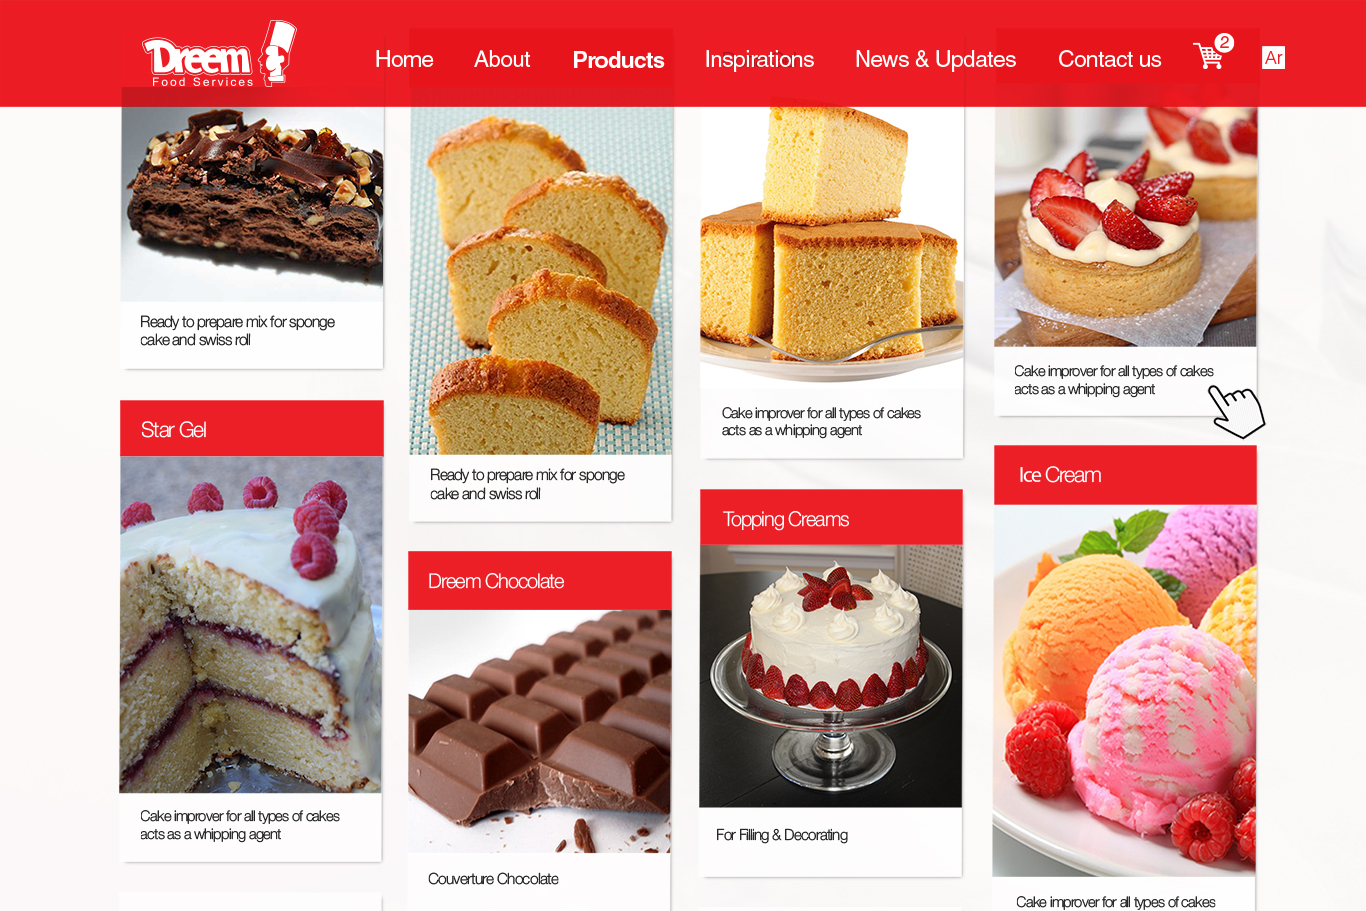 Dreem
Food Services
Home
About
Products
Inspirations
News & Updates
Contact us
2
Ar
Ready to prepare mix for sponge
cake and swiss roll
Star Gel
Cake improver for all types of cakes
acts as a whipping agent
Ready to prepare mix for sponge
cake and swiss roll
Dreem Chocolate
Couverture Chocolate
Cake improver for all types of cakes
acts as a whipping agent
Topping Creams
For Filling & Decorating
Cake improver for all types of cakes
acts as a whipping agent
Ice Cream
Cake improver for all types of cakes